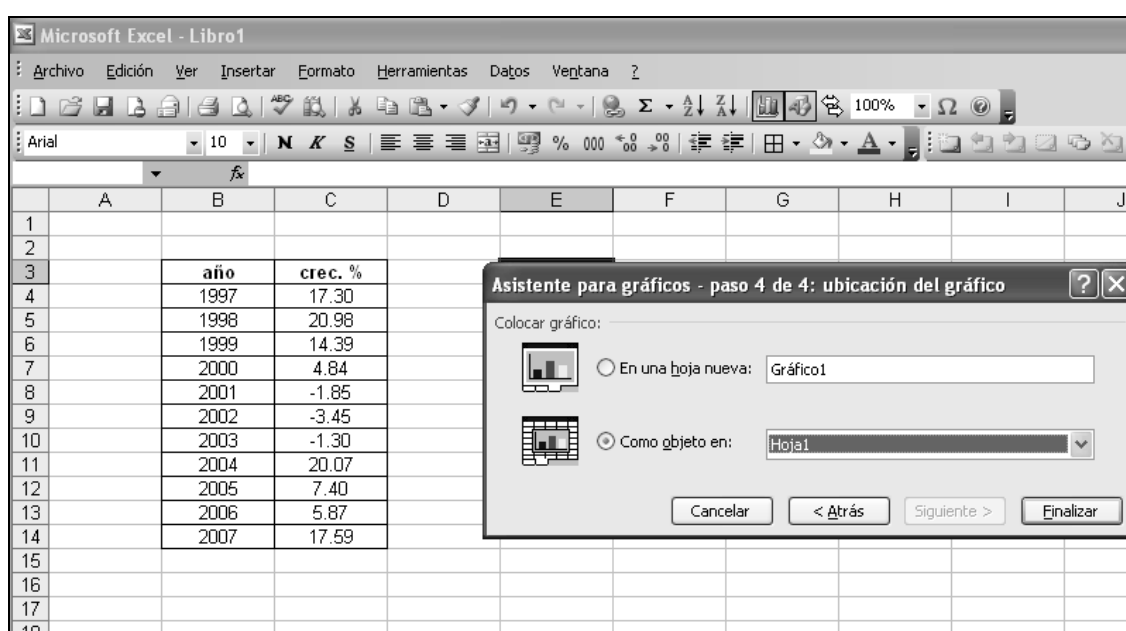 Microsoft Excel - Libro1
Archivo Edición Ver Insertar Formato Herramientas Datos Ventana ?
ABC Σ A Z Z A 100% Ω
Arial 10 N K S a % 000 A
fx
A B C D E F G H I J
1
2
3 año crec. %
4 1997 17.30
5 1998 20.98
6 1999 14.39
7 2000 4.84
8 2001 -1.85
9 2002 -3.45
10 2003 -1.30
11 2004 20.07
12 2005 7.40
13 2006 5.87
14 2007 17.59
15
16
17
18
Asistente para gráficos - paso 4 de 4: ubicación del gráfico ? X
Colocar gráfico:
En una hoja nueva: Gráfico1
Como objeto en: Hoja1
Cancelar < Atrás Siguiente > Finalizar